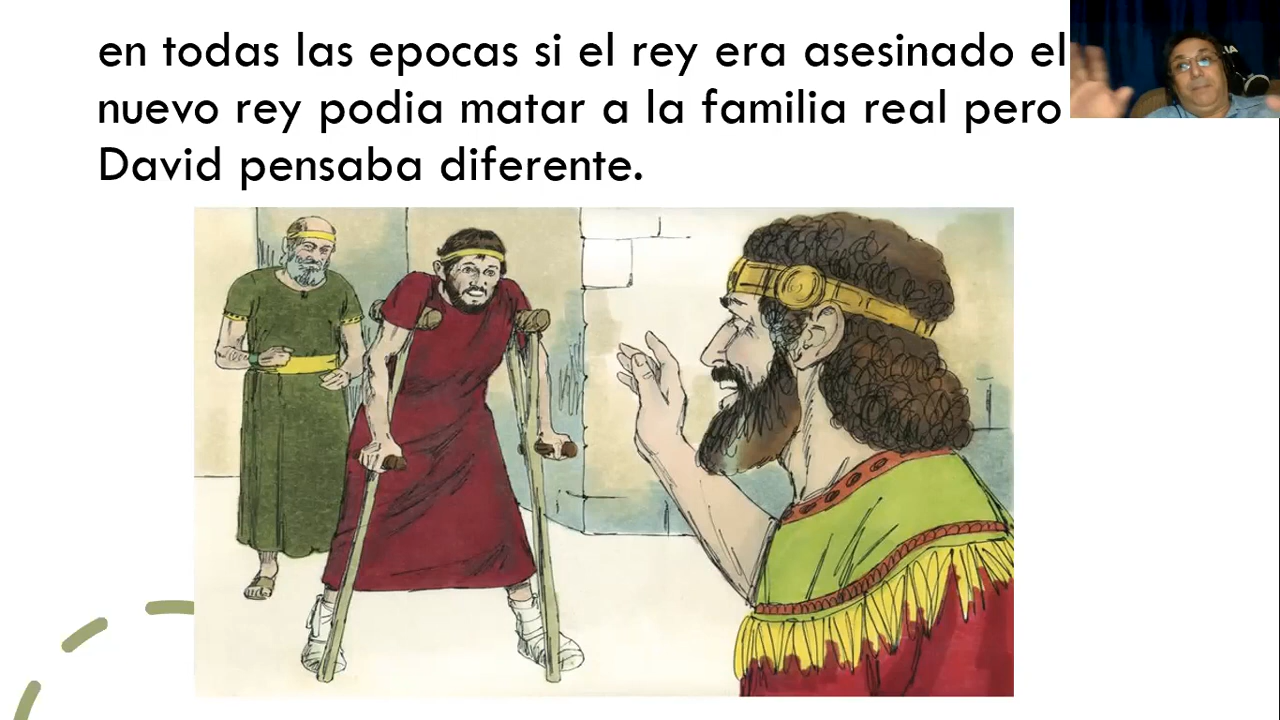 en todas las epocas si el rey era asesinado el
nuevo rey podia matar a la familia real pero
David pensaba diferente.